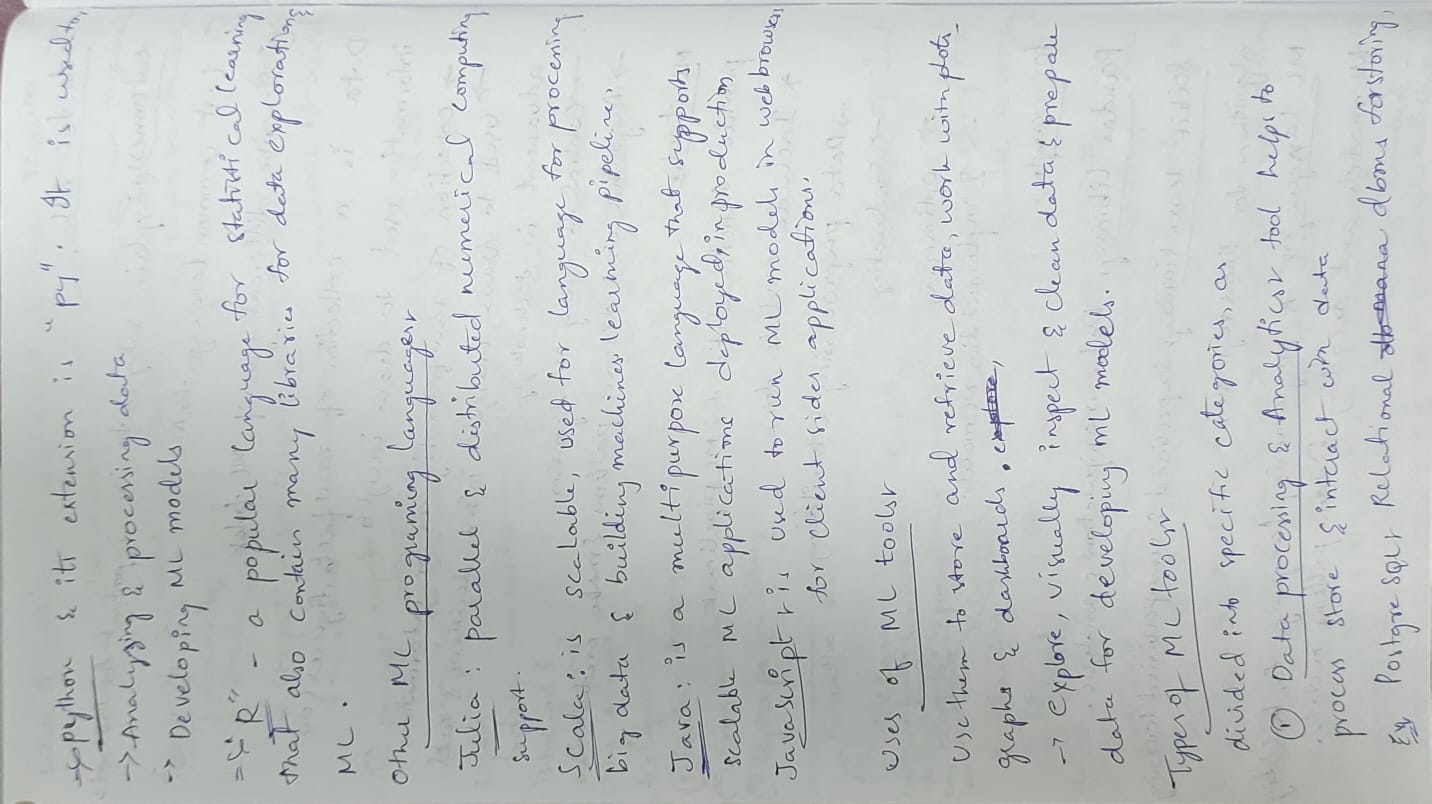 → python & its extension is "py". It is used to,
→ Analyzing & processing data
→ Developing ML models
⇒ "R" - a popular language for statistical learning
that also contain many libraries for data exploration &
ML.
Other ML programing languages:
Julia: parallel & distributed numerical computing
support.
Scala: is scalable, used for language for processing
big data & building machines learning pipeline.
Java: is a multipurpose language that supports
scalable ML applications deployed, in production
JavaScript: is used to run ML models in web browsers
for client sides applications.
Uses of ML tools:
Use them to store and retrieve data, work with plots
graphs & dashboards. explore,
→ explore, visually inspect & clean data & prepare
data for developing ML models.
Types of ML tools:
divided into specific categories, as
① Data processing & Analytics: tool helps to
process store & interact with data
Eg Postgre SQL: Relational db mana dbms for storing,